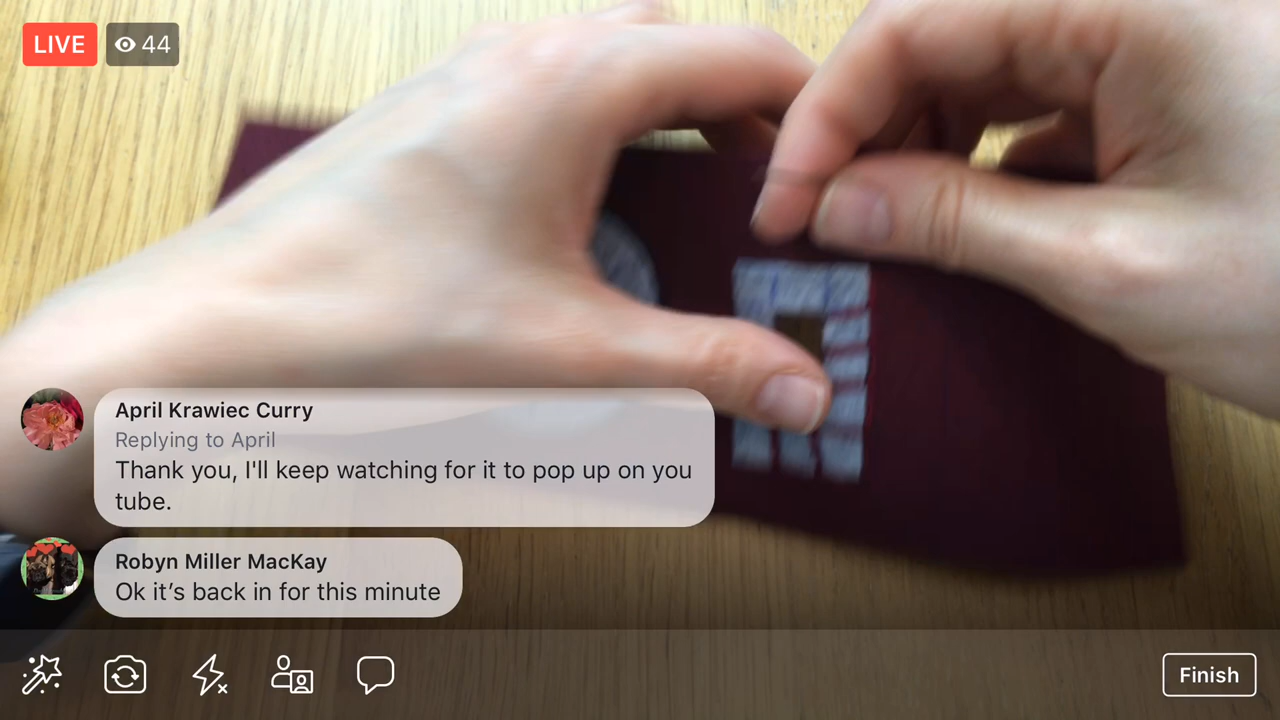 LIVE
44
April Krawiec Curry
Replying to April
Thank you, I'll keep watching for it to pop up on you
tube.
Robyn Miller MacKay
Ok it’s back in for this minute
Finish